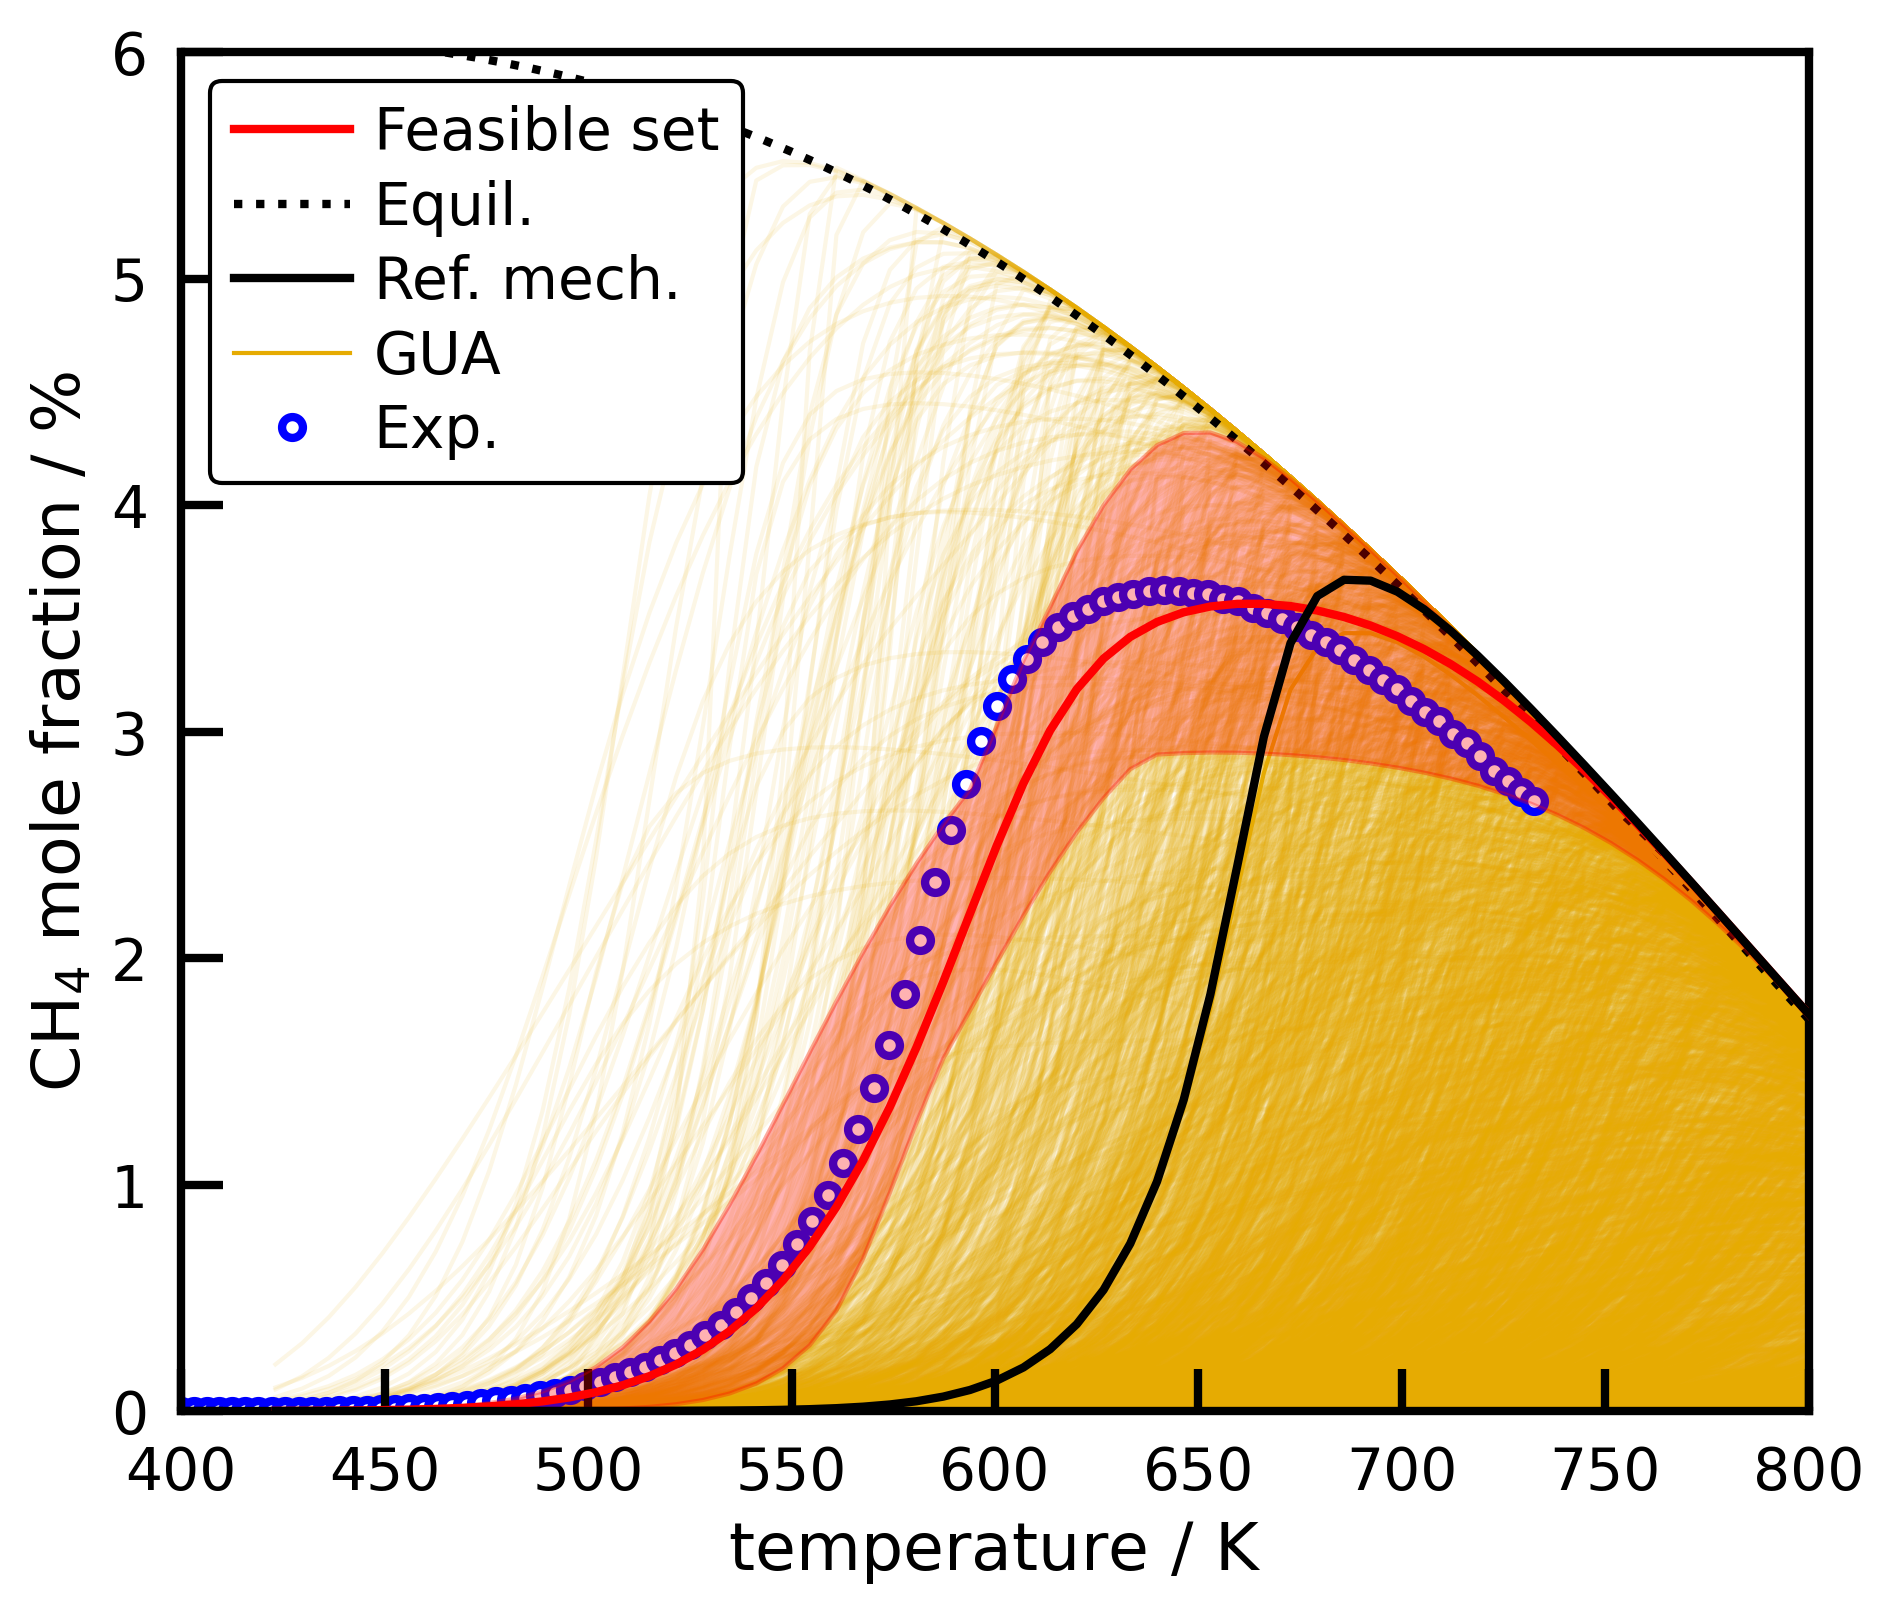 6
5
4
3
2
1
0
CH₄ mole fraction / %
Feasible set
Equil.
Ref. mech.
GUA
Exp.
400 450 500 550 600 650 700 750 800
temperature / K